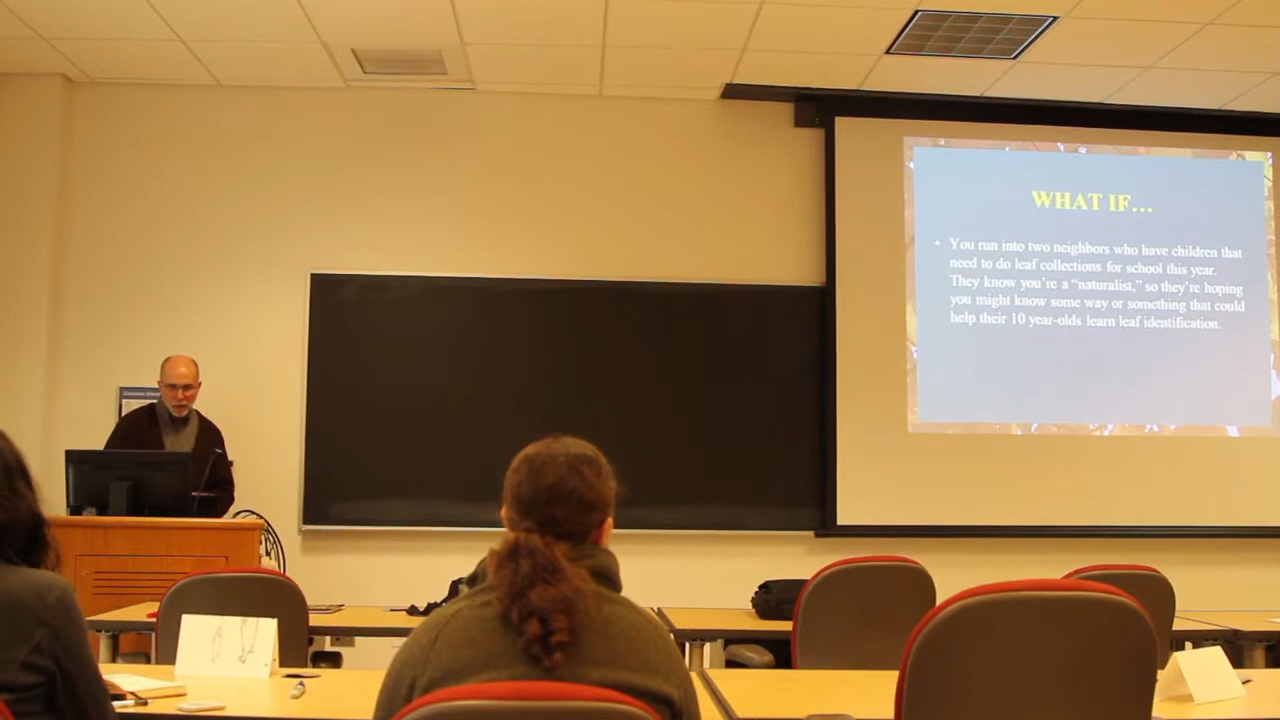 WHAT IF...
• You run into two neighbors who have children that
need to do leaf collections for school this year.
They know you're a “naturalist,” so they're hoping
you might know some way or something that could
help their 10 year-olds learn leaf identification.